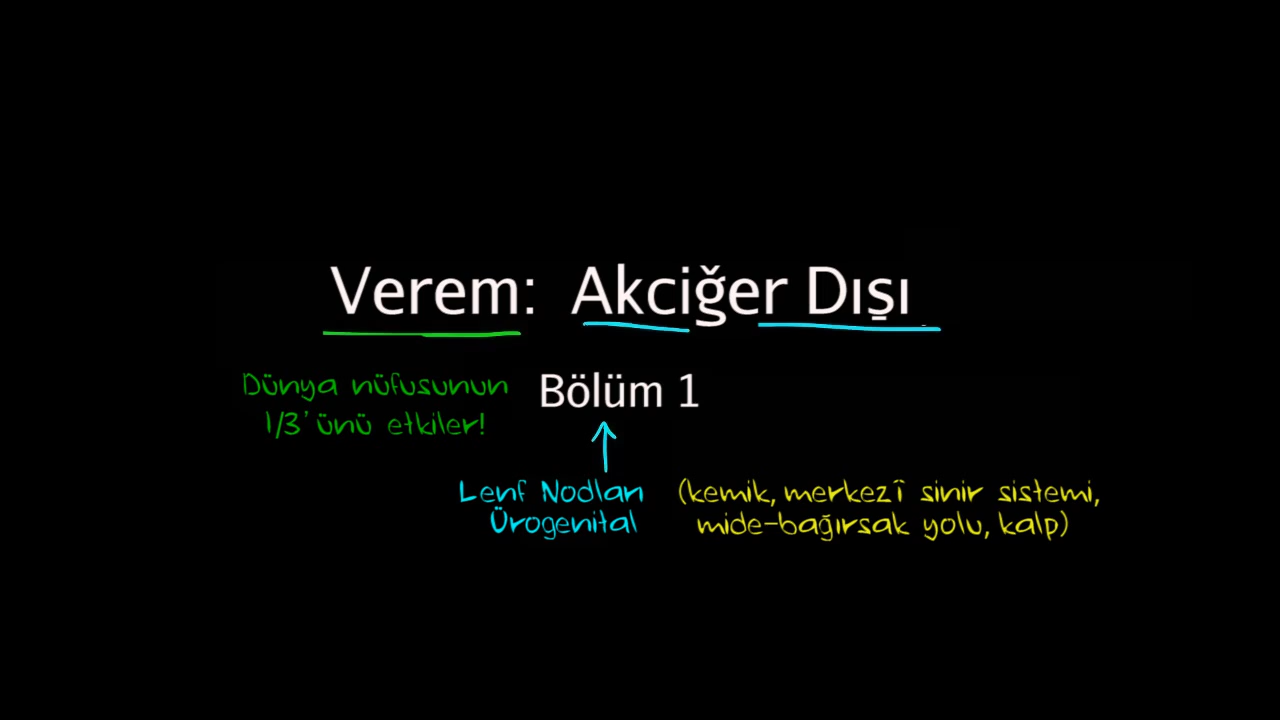 Verem: Akciğer Dışı
Bölüm 1
Dünya nüfusunun
1/3'ünü etkiler!
Lenf Nodları
Ürogenital
(kemik, merkezî sinir sistemi,
mide-bağırsak yolu, kalp)